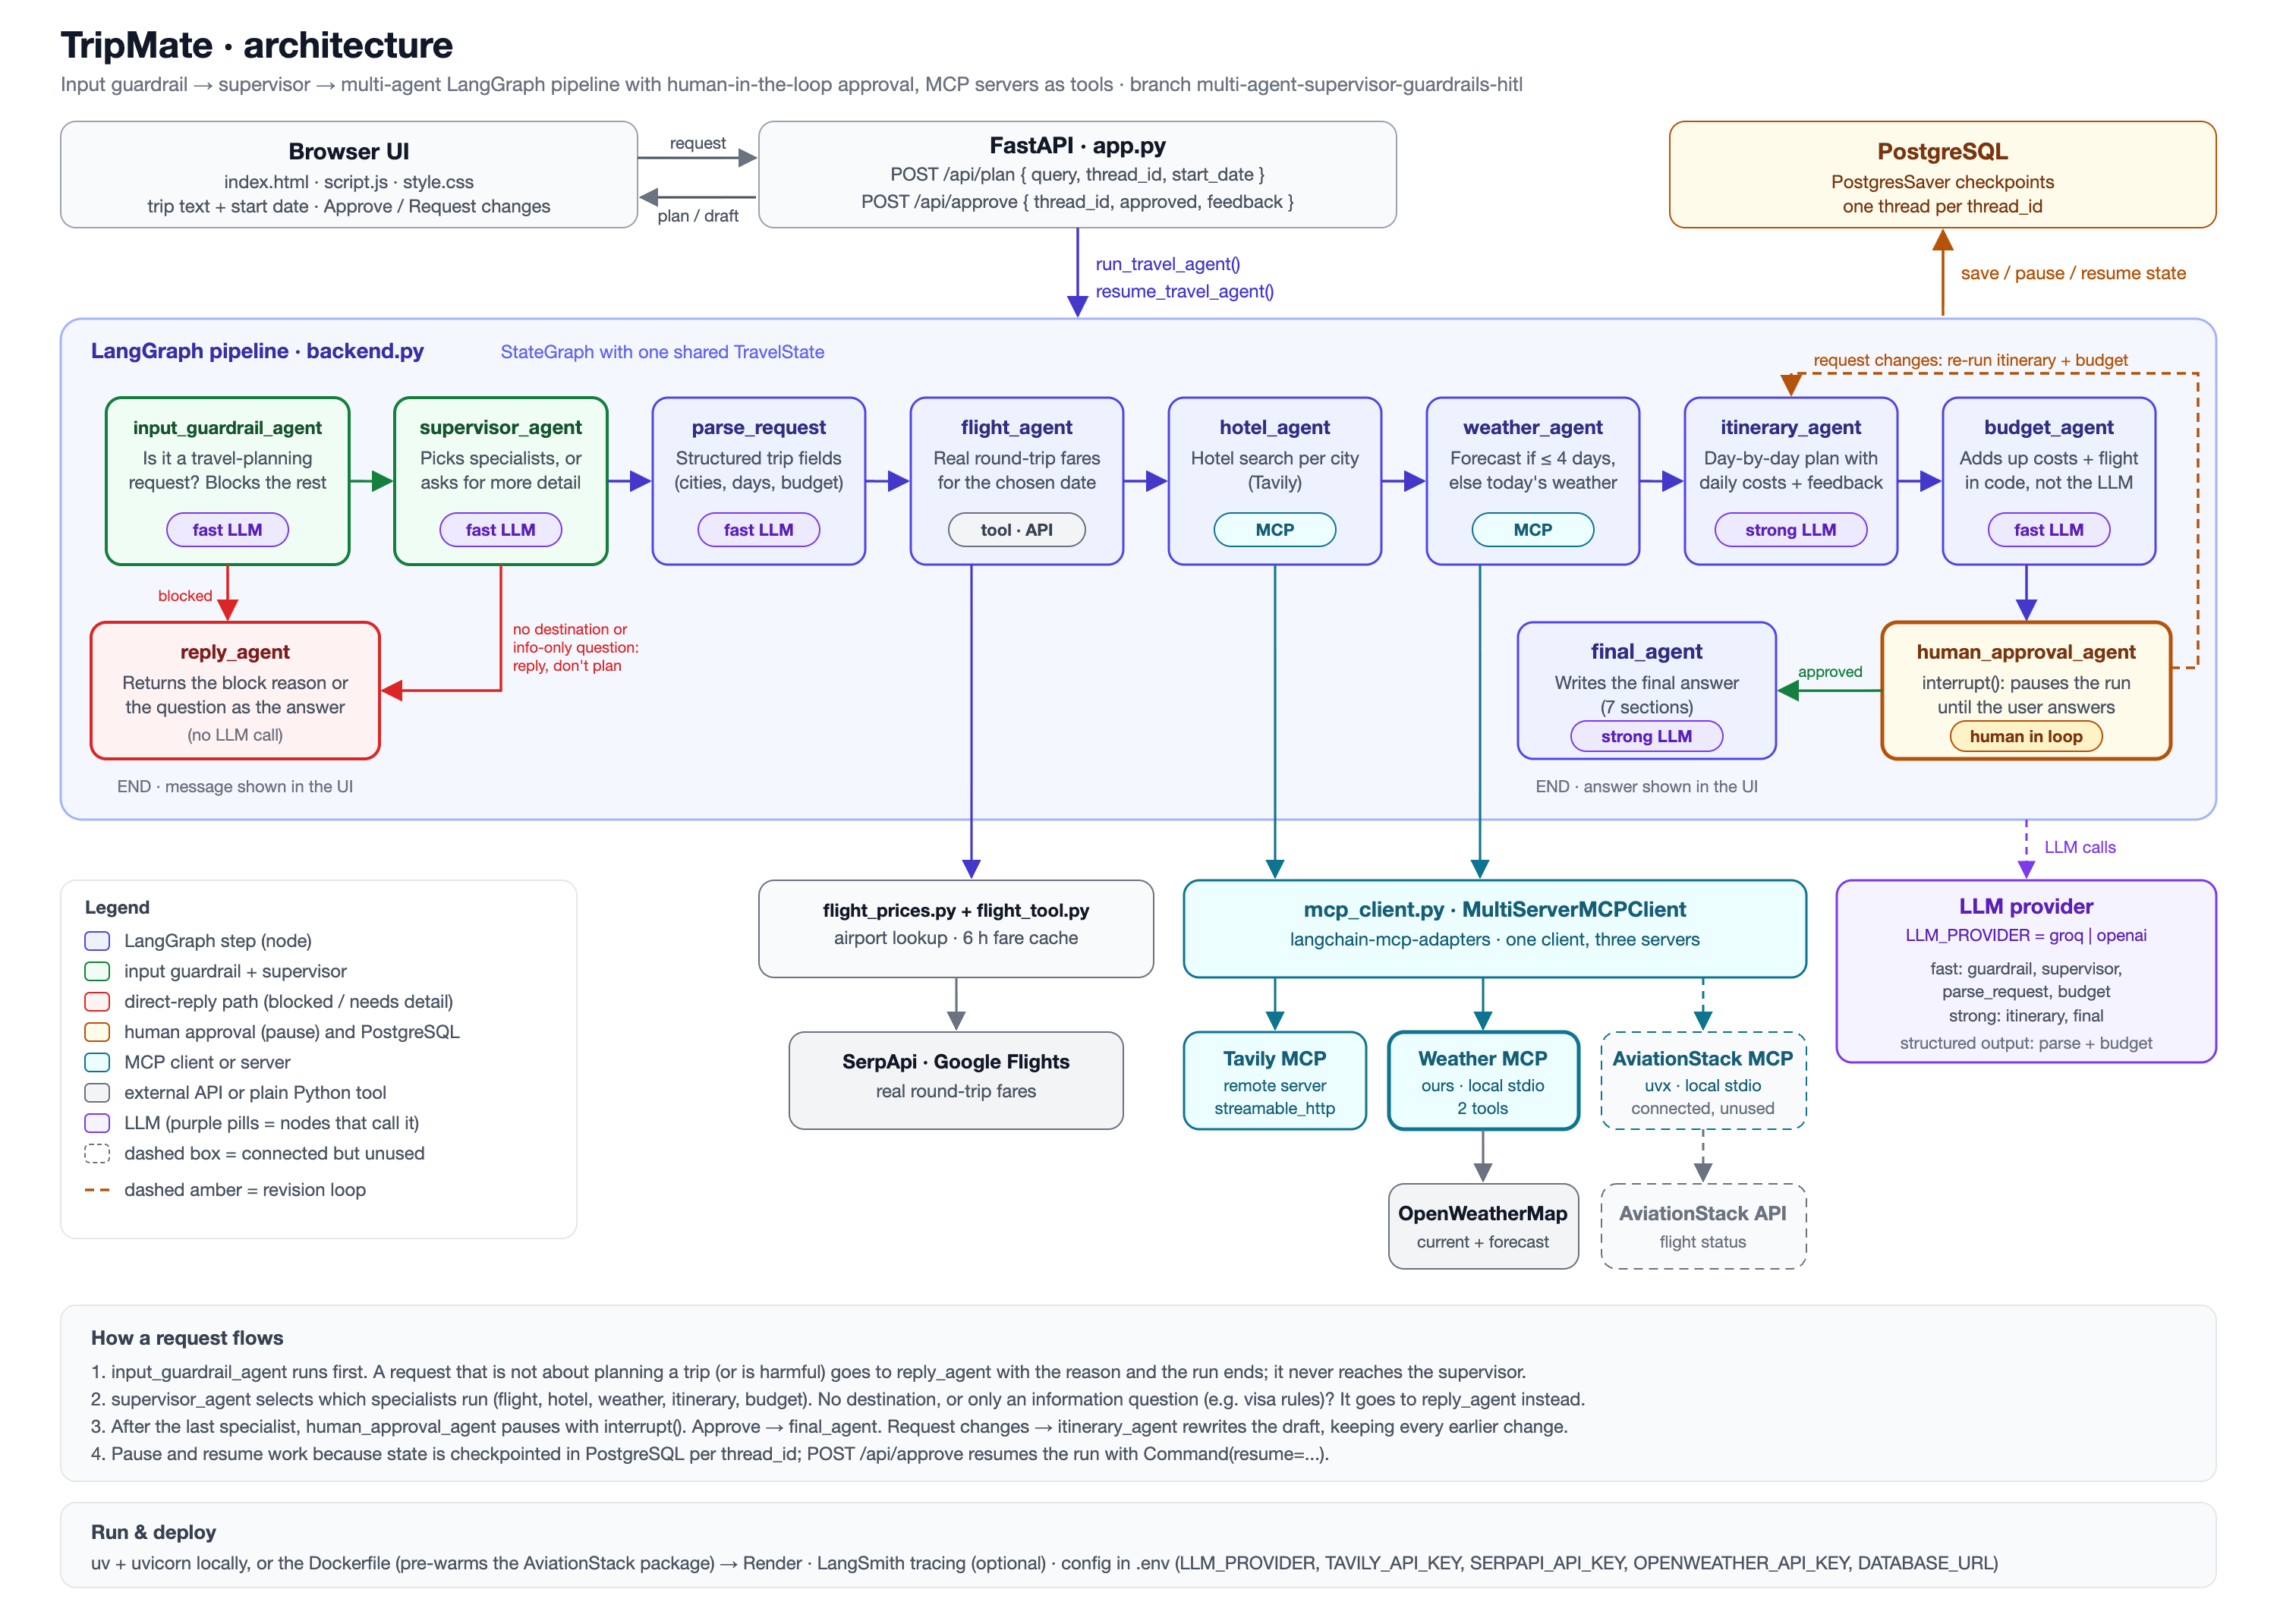 TripMate · architecture
Input guardrail → supervisor → multi-agent LangGraph pipeline with human-in-the-loop approval, MCP servers as tools · branch multi-agent-supervisor-guardrails-hitl
Browser UI
index.html · script.js · style.css
trip text + start date · Approve / Request changes
request
plan / draft
FastAPI · app.py
POST /api/plan { query, thread_id, start_date }
POST /api/approve { thread_id, approved, feedback }
PostgreSQL
PostgresSaver checkpoints
one thread per thread_id
run_travel_agent()
resume_travel_agent()
save / pause / resume state
LangGraph pipeline · backend.py
StateGraph with one shared TravelState
request changes: re-run itinerary + budget
input_guardrail_agent
Is it a travel-planning
request? Blocks the rest
fast LLM
supervisor_agent
Picks specialists, or
asks for more detail
fast LLM
parse_request
Structured trip fields
(cities, days, budget)
fast LLM
flight_agent
Real round-trip fares
for the chosen date
tool · API
hotel_agent
Hotel search per city
(Tavily)
MCP
weather_agent
Forecast if ≤ 4 days,
else today's weather
MCP
itinerary_agent
Day-by-day plan with
daily costs + feedback
strong LLM
budget_agent
Adds up costs + flight
in code, not the LLM
fast LLM
blocked
no destination or
info-only question:
reply, don't plan
reply_agent
Returns the block reason or
the question as the answer
(no LLM call)
END · message shown in the UI
final_agent
Writes the final answer
(7 sections)
strong LLM
END · answer shown in the UI
approved
human_approval_agent
interrupt(): pauses the run
until the user answers
human in loop
LLM calls
Legend
LangGraph step (node)
input guardrail + supervisor
direct-reply path (blocked / needs detail)
human approval (pause) and PostgreSQL
MCP client or server
external API or plain Python tool
LLM (purple pills = nodes that call it)
dashed box = connected but unused
dashed amber = revision loop
flight_prices.py + flight_tool.py
airport lookup · 6 h fare cache
SerpApi · Google Flights
real round-trip fares
mcp_client.py · MultiServerMCPClient
langchain-mcp-adapters · one client, three servers
Tavily MCP
remote server
streamable_http
Weather MCP
ours · local stdio
2 tools
AviationStack MCP
uvx · local stdio
connected, unused
OpenWeatherMap
current + forecast
AviationStack API
flight status
LLM provider
LLM_PROVIDER = groq | openai
fast: guardrail, supervisor,
parse_request, budget
strong: itinerary, final
structured output: parse + budget
How a request flows
1. input_guardrail_agent runs first. A request that is not about planning a trip (or is harmful) goes to reply_agent with the reason and the run ends; it never reaches the supervisor.
2. supervisor_agent selects which specialists run (flight, hotel, weather, itinerary, budget). No destination, or only an information question (e.g. visa rules)? It goes to reply_agent instead.
3. After the last specialist, human_approval_agent pauses with interrupt(). Approve → final_agent. Request changes → itinerary_agent rewrites the draft, keeping every earlier change.
4. Pause and resume work because state is checkpointed in PostgreSQL per thread_id; POST /api/approve resumes the run with Command(resume=...).
Run & deploy
uv + uvicorn locally, or the Dockerfile (pre-warms the AviationStack package) → Render · LangSmith tracing (optional) · config in .env (LLM_PROVIDER, TAVILY_API_KEY, SERPAPI_API_KEY, OPENWEATHER_API_KEY, DATABASE_URL)